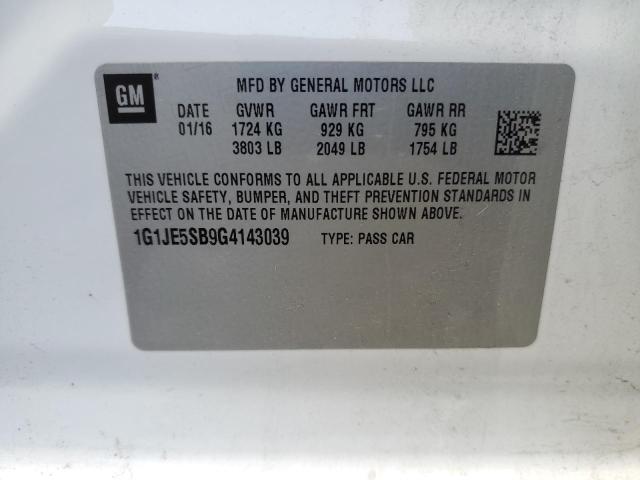 GM® MFD BY GENERAL MOTORS LLC
DATE GVWR GAWR FRT GAWR RR
01/16 1724 KG 929 KG 795 KG
3803 LB 2049 LB 1754 LB
THIS VEHICLE CONFORMS TO ALL APPLICABLE U.S. FEDERAL MOTOR
VEHICLE SAFETY, BUMPER, AND THEFT PREVENTION STANDARDS IN
EFFECT ON THE DATE OF MANUFACTURE SHOWN ABOVE.
1G1JE5SB9G4143039 TYPE: PASS CAR